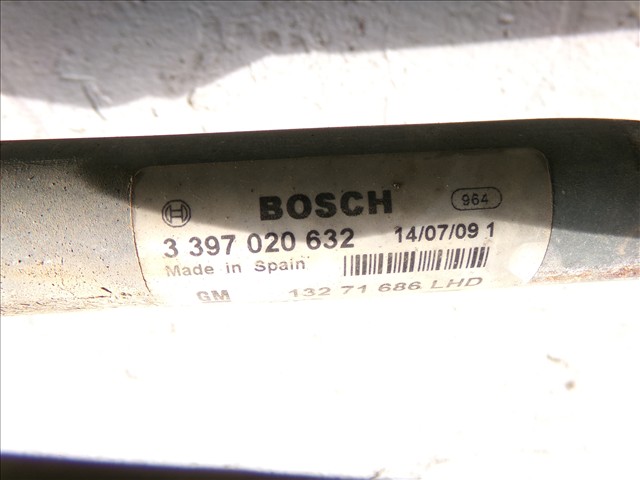 BOSCH 964
3 397 020 632 14/07/09 1
Made in Spain
GM 132 71 686 LHD